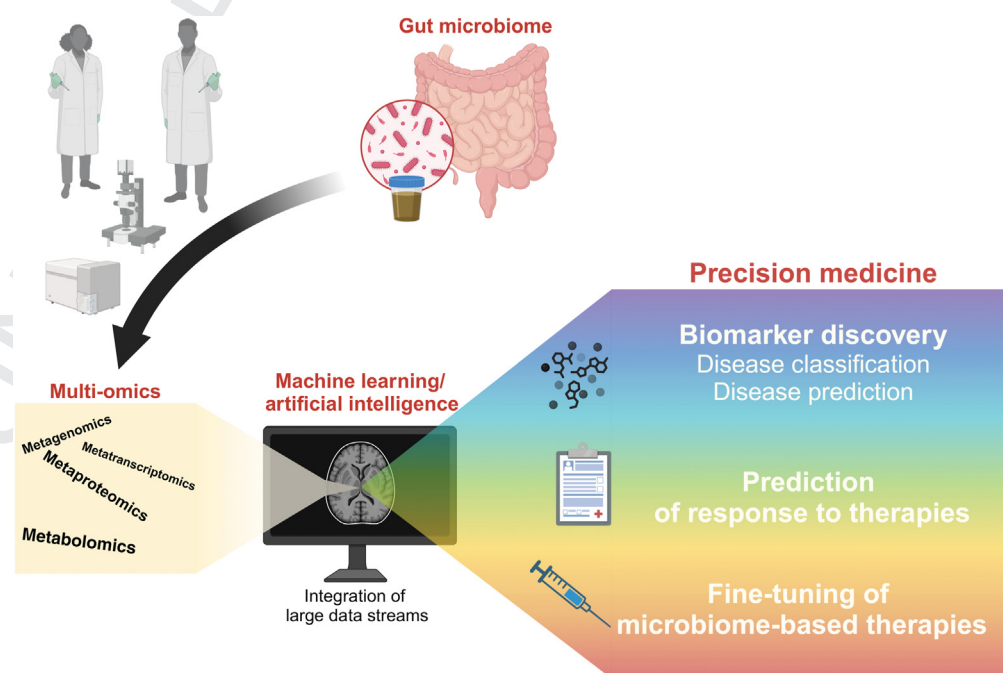 Gut microbiome
Precision medicine
Biomarker discovery
Disease classification
Disease prediction
Multi-omics
Metagenomics
Metatranscriptomics
Metaproteomics
Metabolomics
Machine learning/
artificial intelligence
Integration of
large data streams
Prediction
of response to therapies
Fine-tuning of
microbiome-based therapies